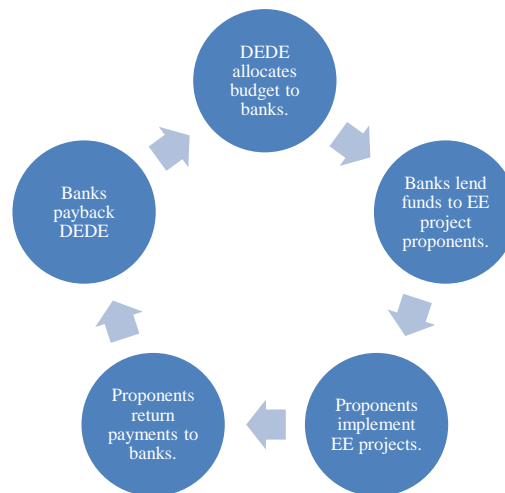 DEDE
allocates
budget to
banks.
Banks lend
funds to EE
project
proponents.
Proponents
implement
EE projects.
Proponents
return
payments to
banks.
Banks
payback
DEDE